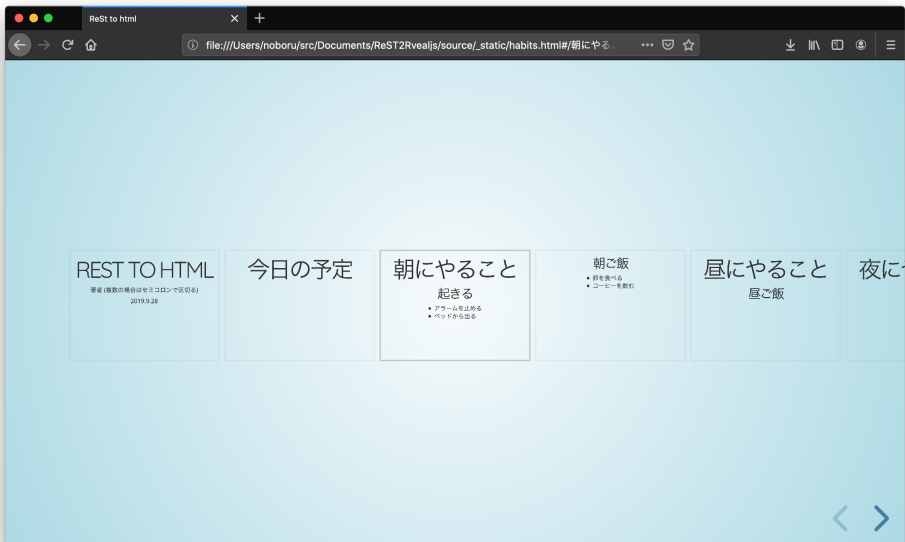 ReSt to html
file:///Users/noboru/src/Documents/ReST2Rvealjs/source/_static/habits.html#/朝にやる
REST TO HTML
著者 (複数の場合はセミコロンで区切る)
2019.9.28
今日の予定
朝にやること
起きる
• アラームを止める
• ベッドから出る
朝ご飯
• 卵を食べる
• コーヒーを飲む
昼にやること
昼ご飯
夜に